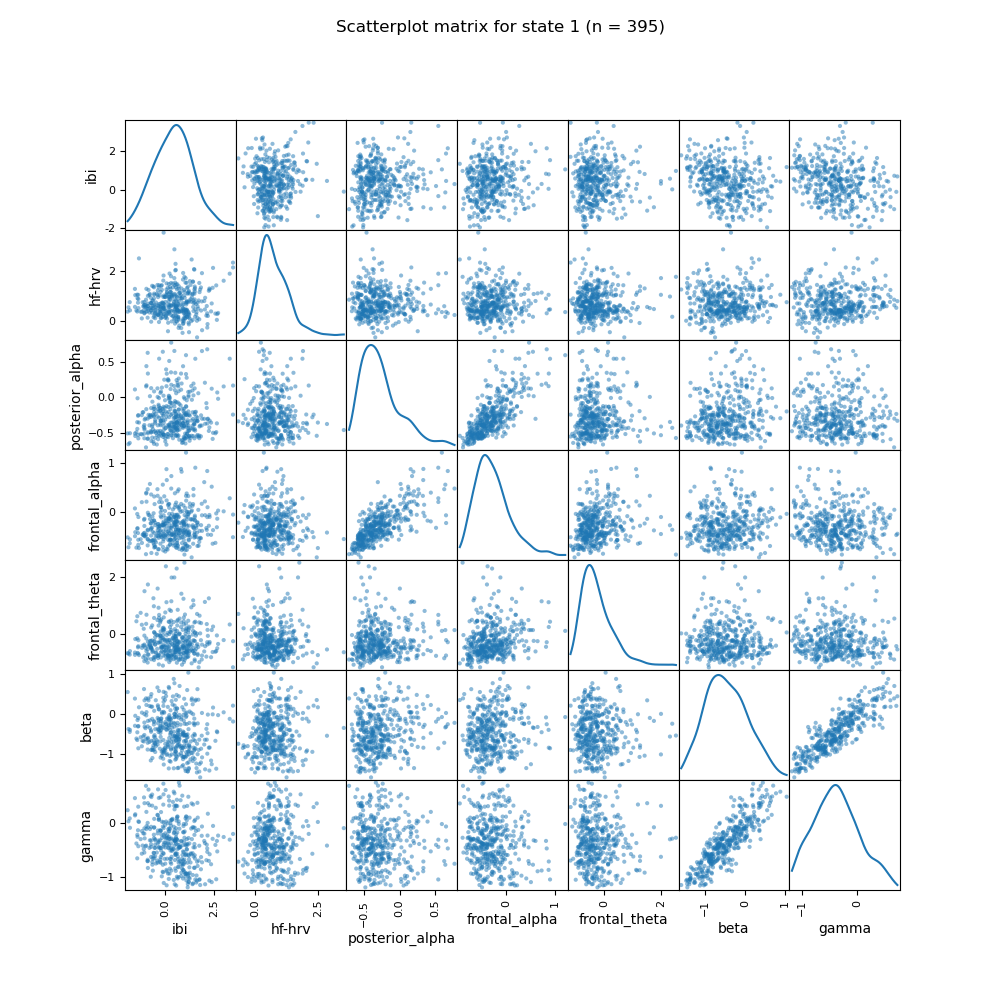 Scatterplot matrix for state 1 (n = 395)
ibi
2
0
−2
hf-hrv
2
0
posterior_alpha
0.5
0.0
−0.5
frontal_alpha
1
0
frontal_theta
2
0
beta
1
0
−1
gamma
0
−1
0.0 2.5 0.0 2.5 −0.5 0.0 0.5 0 1 0 2 −1 0 1 −1 0
ibi hf-hrv posterior_alpha frontal_alpha frontal_theta beta gamma